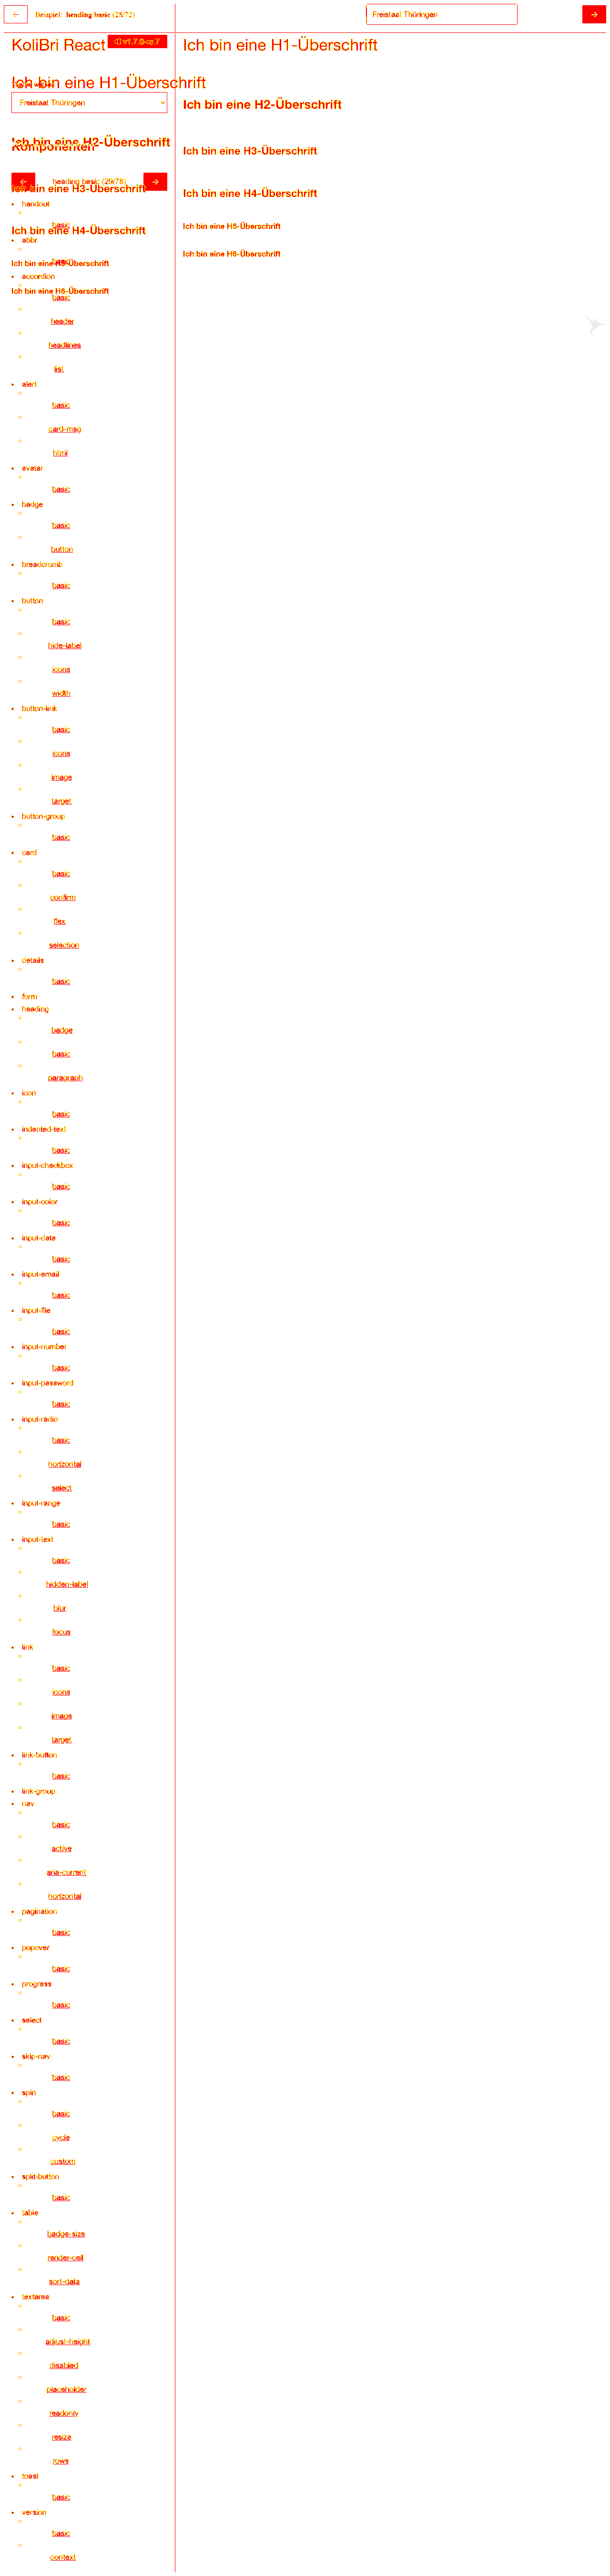 Beispiel: heading basic (28/72)
Freistaat Thüringen
KoliBri React
v1.7.0-rc.7
Ich bin eine H1-Überschrift
Ich bin eine H1-Überschrift
Freistaat Thüringen
Ich bin eine H2-Überschrift
Ich bin eine H2-Überschrift
Komponenten
Ich bin eine H3-Überschrift
heading basic (26/78)
Ich bin eine H3-Überschrift
Ich bin eine H4-Überschrift
handout
basic
Ich bin eine H5-Überschrift
Ich bin eine H4-Überschrift
abbr
Ich bin eine H6-Überschrift
basic
Ich bin eine H5-Überschrift
accordion
Ich bin eine H6-Überschrift
basic
header
headlines
list
alert
basic
card-msg
html
avatar
basic
badge
basic
button
breadcrumb
basic
button
basic
hide-label
icons
width
button-link
basic
icons
image
target
button-group
basic
card
basic
confirm
flex
selection
details
basic
form
heading
badge
basic
paragraph
icon
basic
indented-text
basic
input-checkbox
basic
input-color
basic
input-date
basic
input-email
basic
input-file
basic
input-number
basic
input-password
basic
input-radio
basic
horizontal
select
input-range
basic
input-text
basic
hidden-label
blur
focus
link
basic
icons
image
target
link-button
basic
link-group
nav
basic
active
aria-current
horizontal
pagination
basic
popover
basic
progress
basic
select
basic
skip-nav
basic
spin
basic
cycle
custom
split-button
basic
table
badge-size
render-cell
sort-data
textarea
basic
adjust-height
disabled
placeholder
readonly
resize
rows
toast
basic
version
basic
context